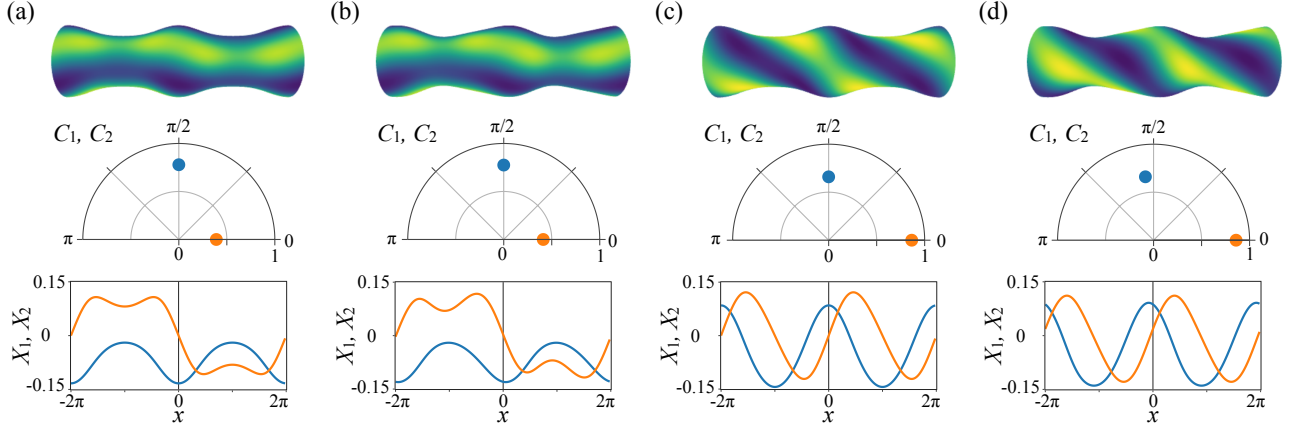 (a) (b) (c) (d)
C1, C2 π/2 C1, C2 π/2 C1, C2 π/2 C1, C2 π/2
π 0 π 0 π 0 π 0
0 1 0 1 0 1 0 1
0.15 0.15 0.15 0.15
X1, X2 0 X1, X2 0 X1, X2 0 X1, X2 0
-0.15 -0.15 -0.15 -0.15
-2π 0 2π -2π 0 2π -2π 0 2π -2π 0 2π
x x x x